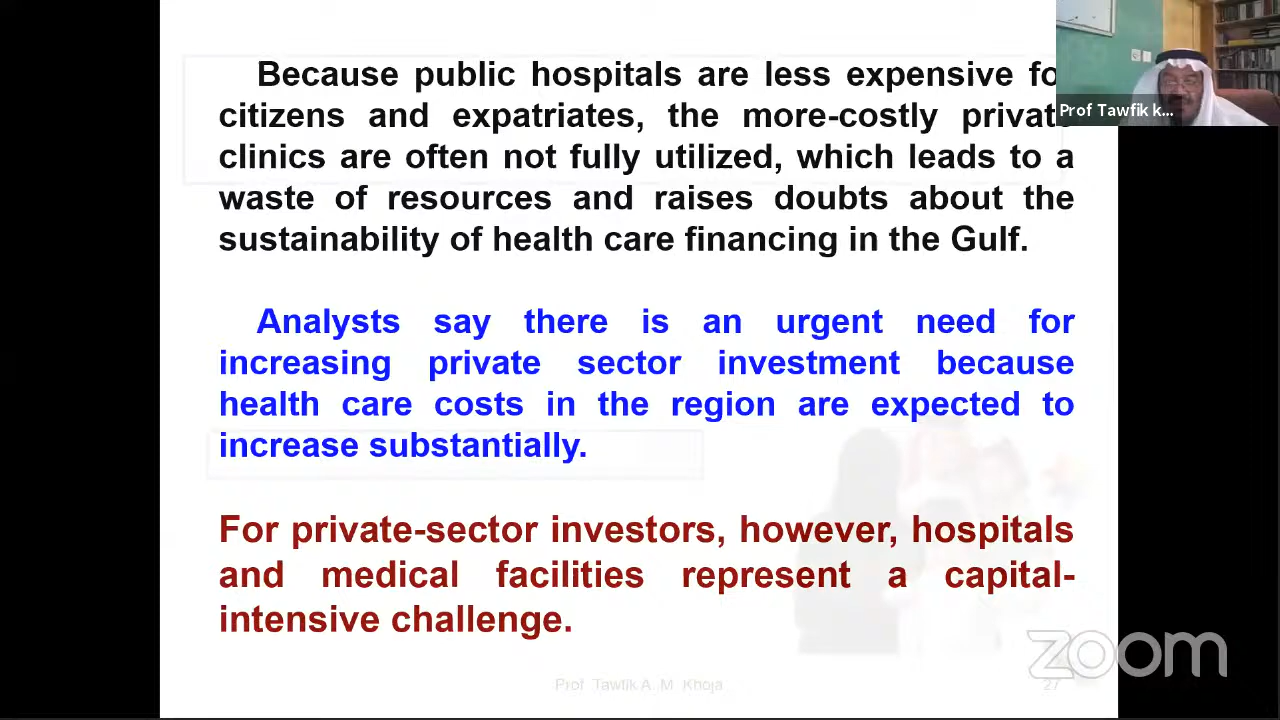 Because public hospitals are less expensive fo
citizens and expatriates, the more-costly privat
clinics are often not fully utilized, which leads to a
waste of resources and raises doubts about the
sustainability of health care financing in the Gulf.
Analysts say there is an urgent need for
increasing private sector investment because
health care costs in the region are expected to
increase substantially.
For private-sector investors, however, hospitals
and medical facilities represent a capital-
intensive challenge.
Prof Tawfik k...
Prof. Tawfik A. M. Khoja
27
zoom